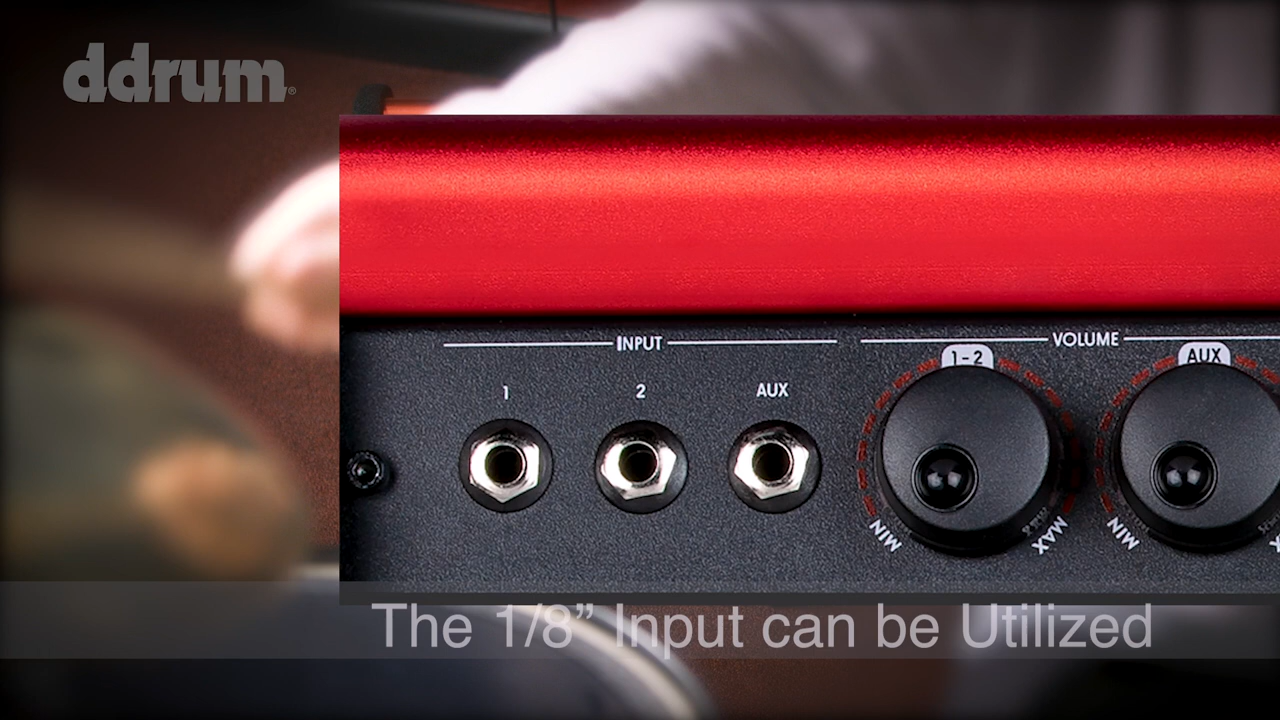 ddrum®
INPUT
VOLUME
1
2
AUX
1-2
AUX
MIN
MAX
MIN
The 1/8” Input can be Utilized